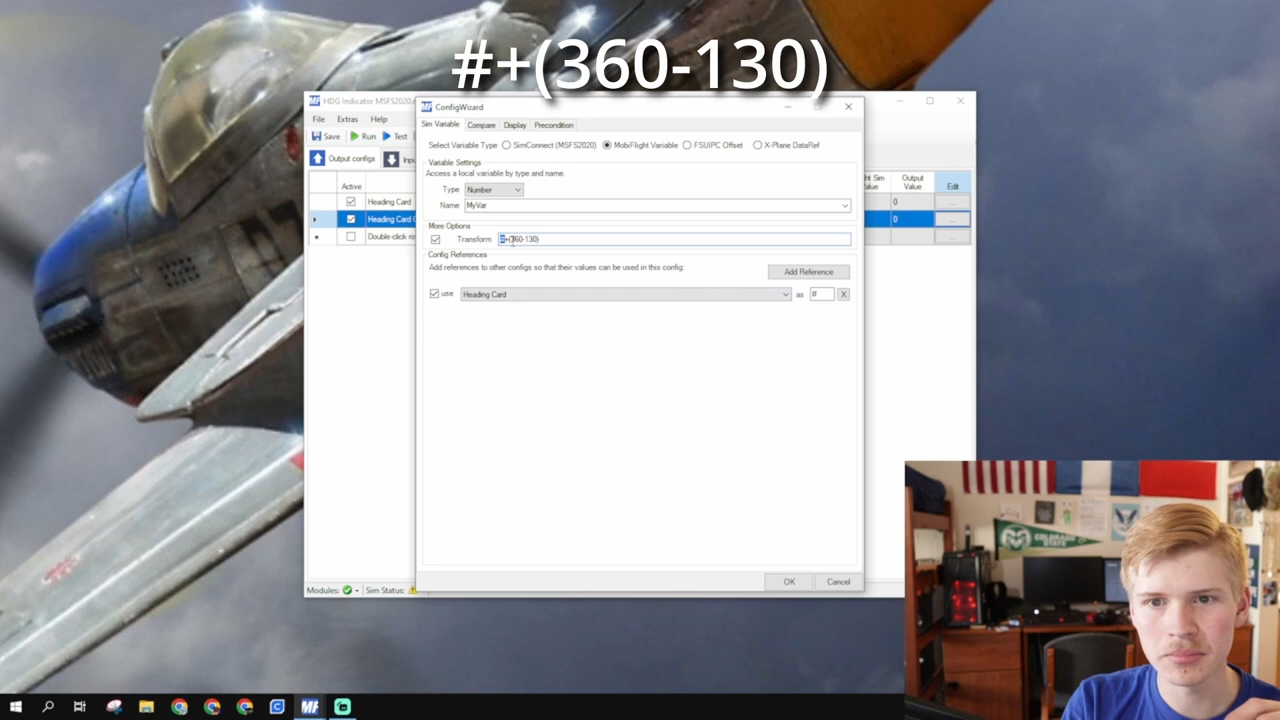 #+(360-130)
HDG Indicator MSFS2020.
File Extras Help
Save Run Test
Output configs
Active
Heading Card
Heading Card
Double-click
Output Value
Edit
0
...
0
...
...
Modules:
Sim Status:
ConfigWizard
Sim Variable Compare Display Precondition
Select Variable Type SimConnect (MSFS2020) MobiFlight Variable FSUIPC Offset X-Plane DataRef
Variable Settings
Access a local variable by type and name.
Type Number
Name MyVar
More Options
Transform #+(360-130)
Config References
Add references to other configs so that their values can be used in this config:
Add Reference
use Heading Card as # X
OK Cancel
COLORADO
STATE
MF